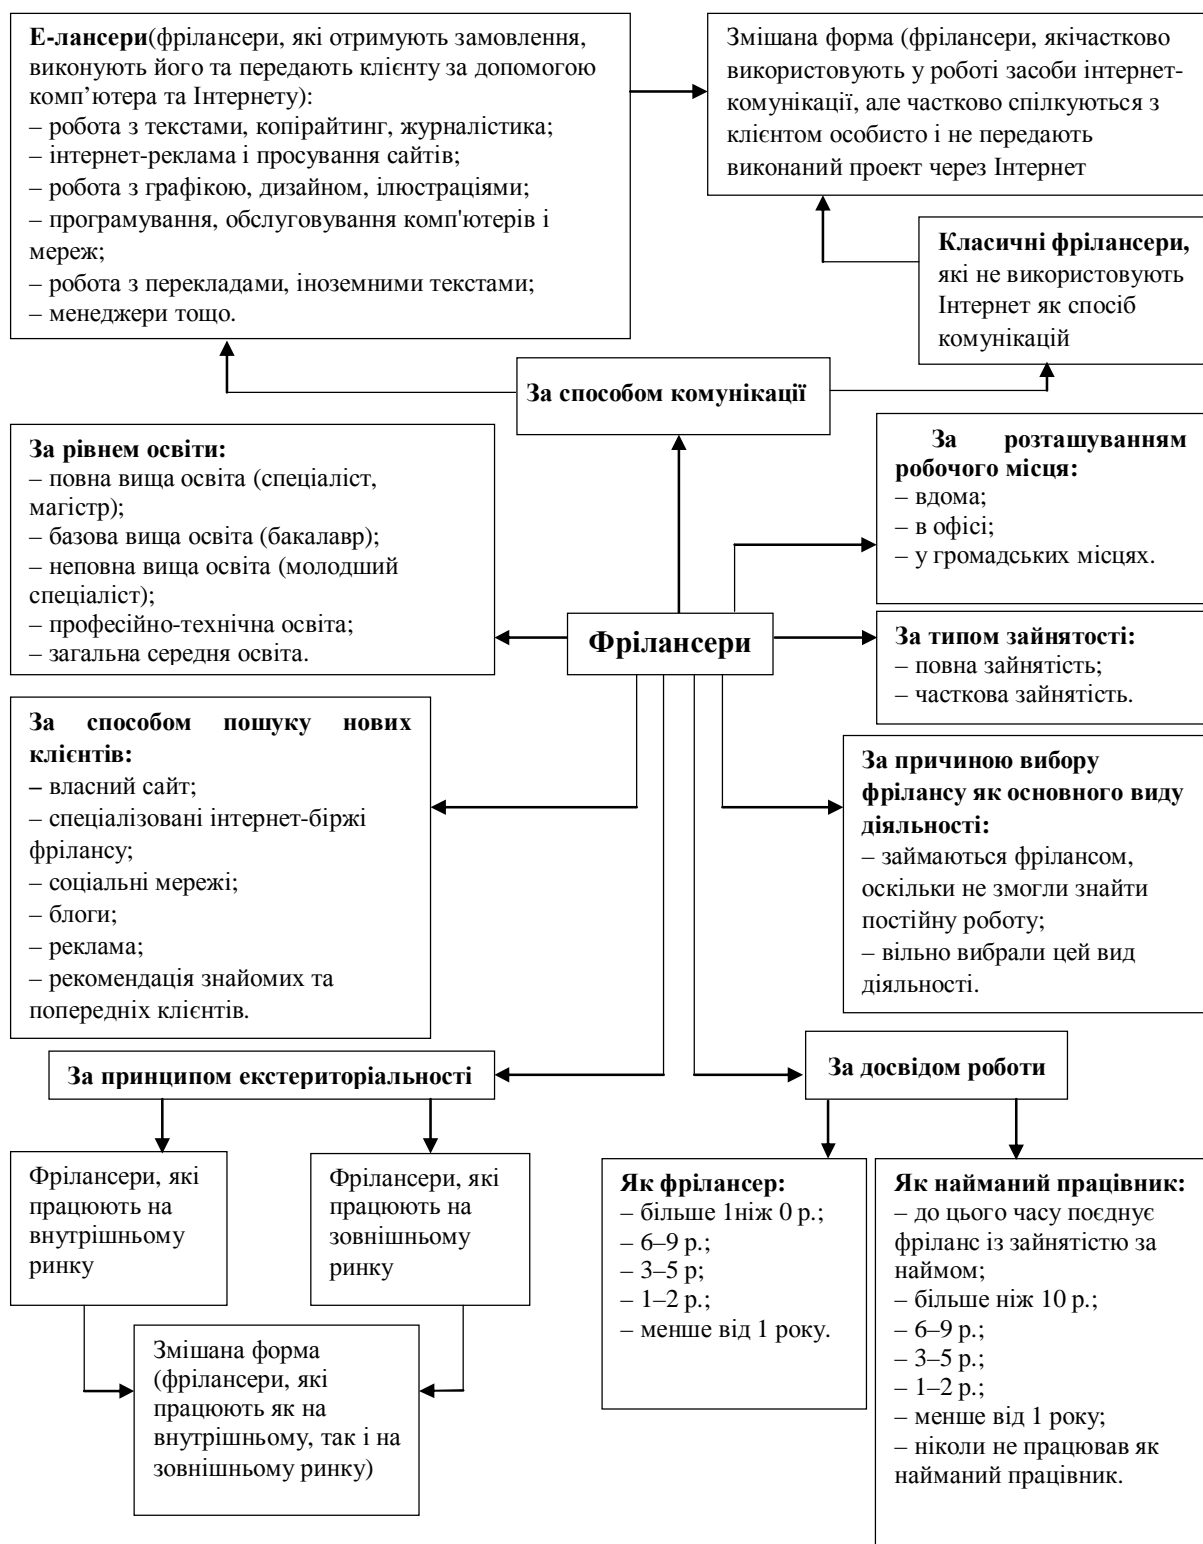 Е-лансери(фрілансери, які отримують замовлення,
виконують його та передають клієнту за допомогою
комп’ютера та Інтернету):
– робота з текстами, копірайтинг, журналістика;
– інтернет-реклама і просування сайтів;
– робота з графікою, дизайном, ілюстраціями;
– програмування, обслуговування комп'ютерів і
мереж;
– робота з перекладами, іноземними текстами;
– менеджери тощо.
Змішана форма (фрілансери, якічастково
використовують у роботі засоби інтернет-
комунікації, але частково спілкуються з
клієнтом особисто і не передають
виконаний проект через Інтернет
Класичні фрілансери,
які не використовують
Інтернет як спосіб
комунікацій
За способом комунікації
За рівнем освіти:
– повна вища освіта (спеціаліст,
магістр);
– базова вища освіта (бакалавр);
– неповна вища освіта (молодший
спеціаліст);
– професійно-технічна освіта;
– загальна середня освіта.
За розташуванням
робочого місця:
– вдома;
– в офісі;
– у громадських місцях.
Фрілансери
За типом зайнятості:
– повна зайнятість;
– часткова зайнятість.
За способом пошуку нових
клієнтів:
– власний сайт;
– спеціалізовані інтернет-біржі
фрілансу;
– соціальні мережі;
– блоги;
– реклама;
– рекомендація знайомих та
попередніх клієнтів.
За причиною вибору
фрілансу як основного виду
діяльності:
– займаються фрілансом,
оскільки не змогли знайти
постійну роботу;
– вільно вибрали цей вид
діяльності.
За принципом екстериторіальності
За досвідом роботи
Фрілансери, які
працюють на
внутрішньому
ринку
Фрілансери, які
працюють на
зовнішньому
ринку
Змішана форма
(фрілансери, які
працюють як на
внутрішньому, так і на
зовнішньому ринку)
Як фрілансер:
– більше 1ніж 0 р.;
– 6–9 р.;
– 3–5 р;
– 1–2 р.;
– менше від 1 року.
Як найманий працівник:
– до цього часу поєднує
фріланс із зайнятістю за
наймом;
– більше ніж 10 р.;
– 6–9 р.;
– 3–5 р.;
– 1–2 р.;
– менше від 1 року;
– ніколи не працював як
найманий працівник.